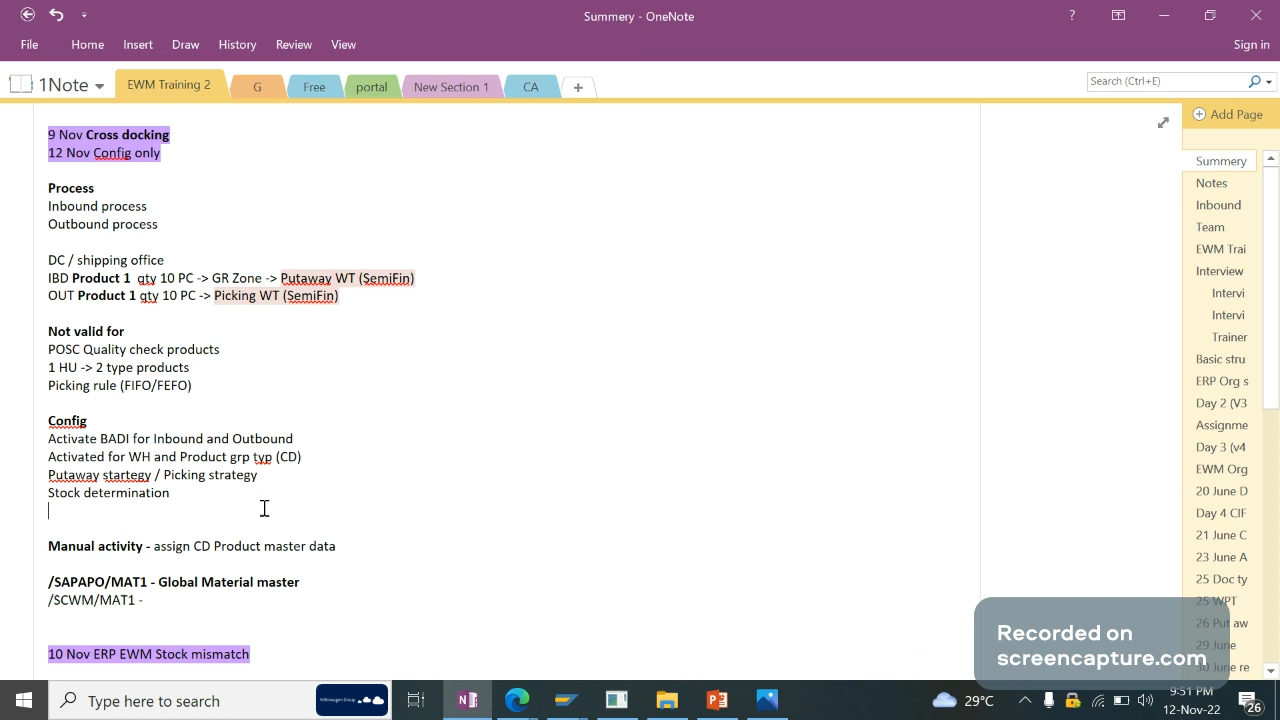 Summery - OneNote
?
File
Home
Insert
Draw
History
Review
View
Sign in
1Note
EWM Training 2
G
Free
portal
New Section 1
CA
+
Search (Ctrl+E)
Add Page
9 Nov Cross docking
12 Nov Config only
Process
Inbound process
Outbound process
DC / shipping office
IBD Product 1 qty 10 PC -> GR Zone -> Putaway WT (SemiFin)
OUT Product 1 qty 10 PC -> Picking WT (SemiFin)
Not valid for
POSC Quality check products
1 HU -> 2 type products
Picking rule (FIFO/FEFO)
Config
Activate BADI for Inbound and Outbound
Activated for WH and Product grp typ (CD)
Putaway startegy / Picking strategy
Stock determination
Manual activity - assign CD Product master data
/SAPAPO/MAT1 - Global Material master
/SCWM/MAT1 -
10 Nov ERP EWM Stock mismatch
Summery
Notes
Inbound
Team
EWM Trai
Interview
Intervi
Intervi
Trainer
Basic stru
ERP Org s
Day 2 (V3
Assignme
Day 3 (v4
EWM Org
20 June D
Day 4 CIF
21 June C
23 June A
25 Doc ty
25 WPT
26 Put aw
29 June
30 June re
Recorded on
screencapture.com
Type here to search
29°C
9:51 PM
12-Nov-22
26